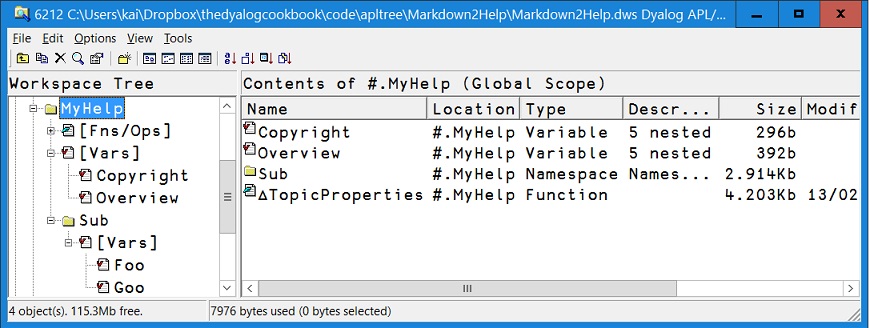 6212 C:\Users\kai\Dropbox\thedyalogcookbook\code\apltree\Markdown2Help\Markdown2Help.dws Dyalog APL/...
File Edit Options View Tools
Workspace Tree
MyHelp
[Fns/Ops]
[Vars]
Copyright
Overview
Sub
[Vars]
Foo
Goo
Contents of #.MyHelp (Global Scope)
Name Location Type Descr... Size Modif
Copyright #.MyHelp Variable 5 nested 296b
Overview #.MyHelp Variable 5 nested 392b
Sub #.MyHelp Namespace Names... 2.914Kb
∆TopicProperties #.MyHelp Function 4.203Kb 13/02
4 object(s). 115.3Mb free. 7976 bytes used (0 bytes selected)